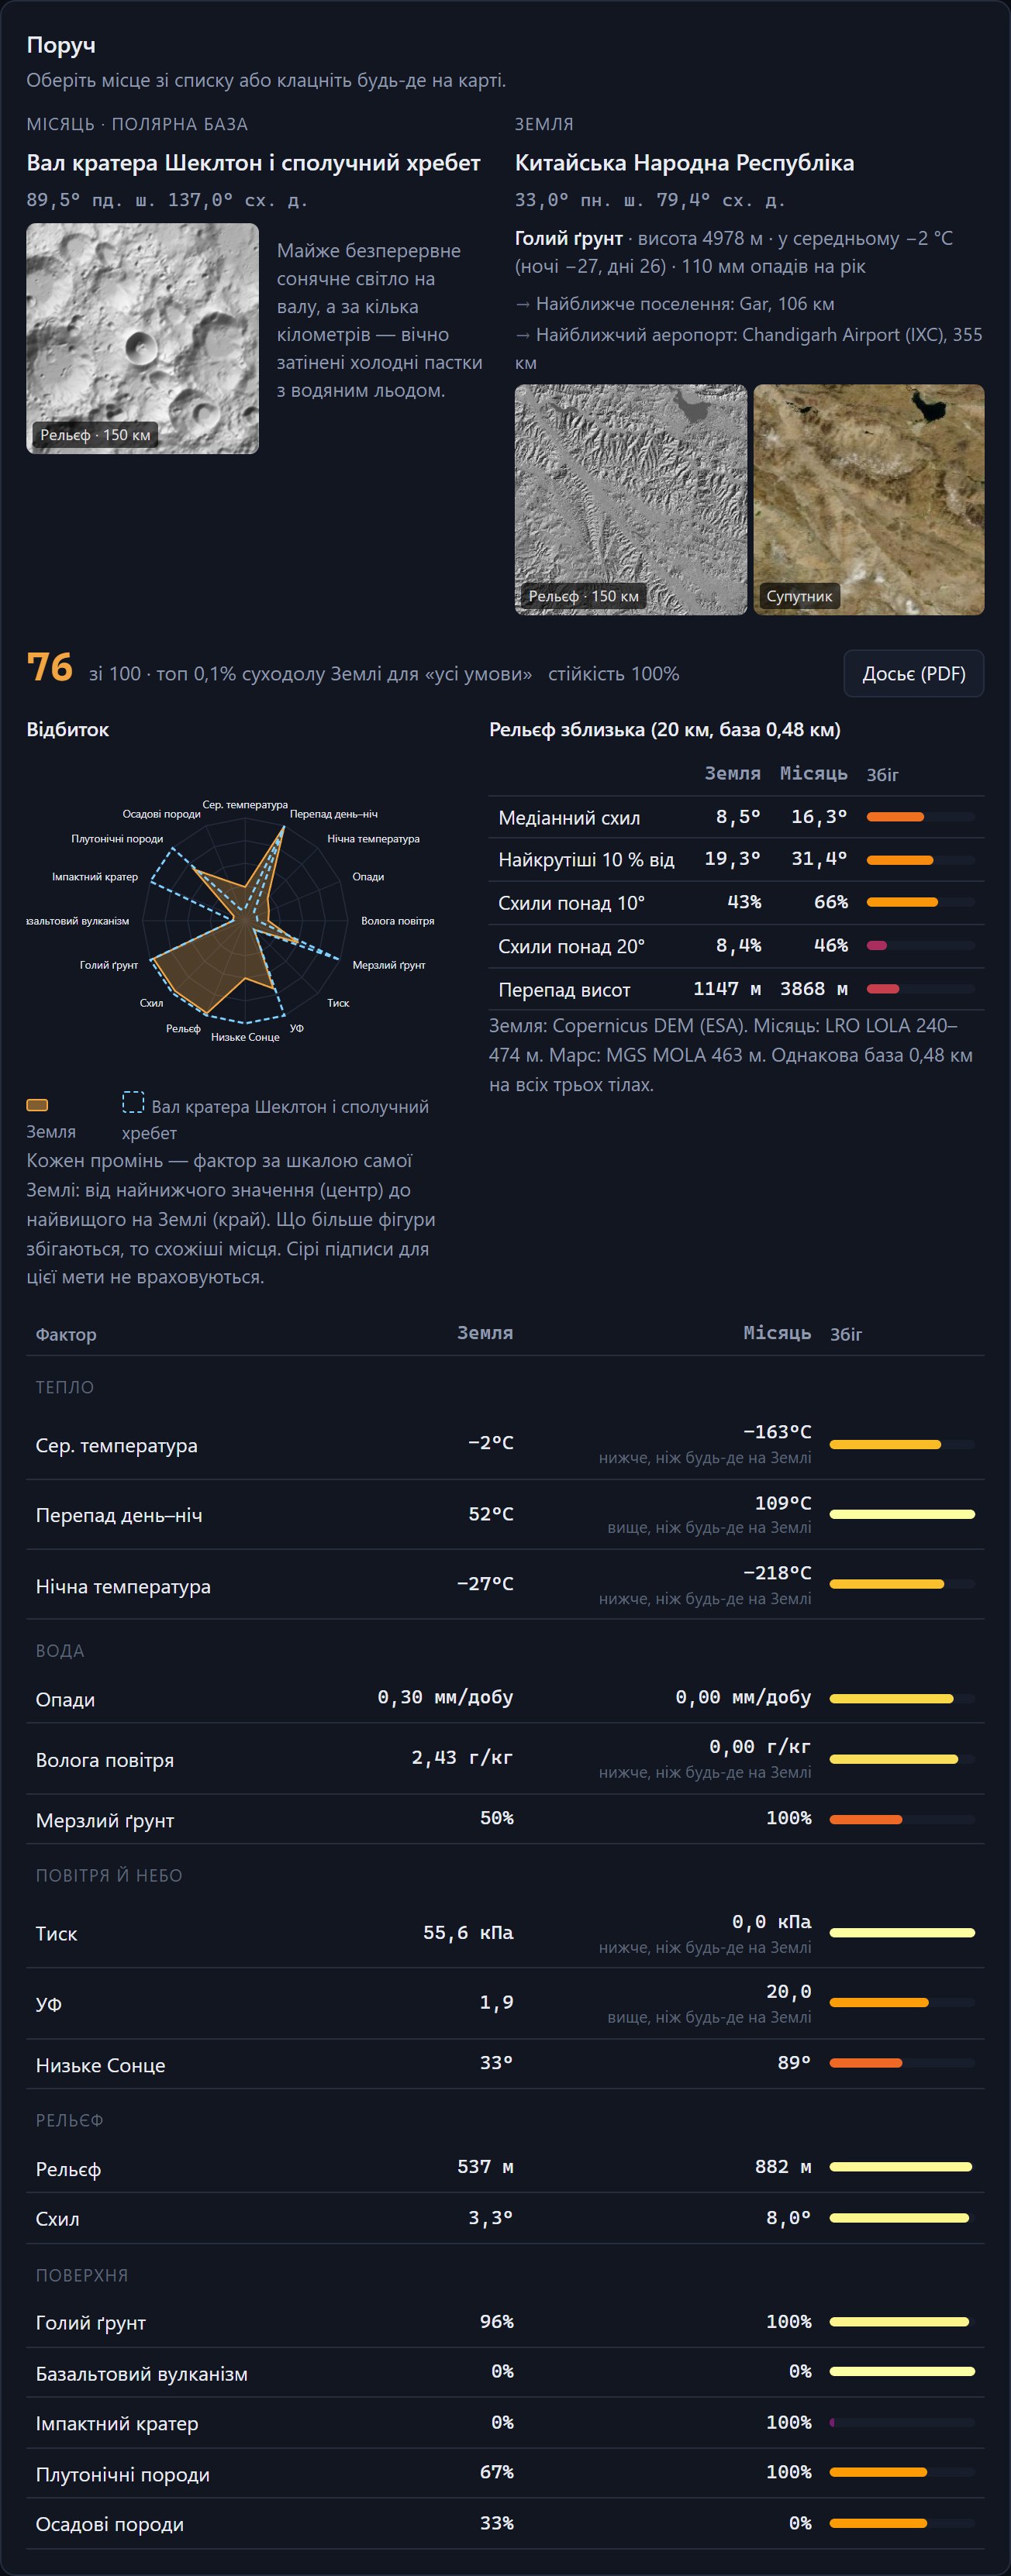 Поруч
Оберіть місце зі списку або клацніть будь-де на карті.
МІСЯЦЬ · ПОЛЯРНА БАЗА
Вал кратера Шеклтон і сполучний хребет
89,5° пд. ш. 137,0° сх. д.
Майже безперервне
сонячне світло на
валу, а за кілька
кілометрів — вічно
затінені холодні пастки
з водяним льодом.
Рельєф · 150 км
ЗЕМЛЯ
Китайська Народна Республіка
33,0° пн. ш. 79,4° сх. д.
Голий ґрунт · висота 4978 м · у середньому −2 °C
(ночі −27, дні 26) · 110 мм опадів на рік
→ Найближче поселення: Gar, 106 км
→ Найближчий аеропорт: Chandigarh Airport (IXC), 355
км
Рельєф · 150 км
Супутник
76 зі 100 · топ 0,1% суходолу Землі для «усі умови» стійкість 100%
Досьє (PDF)
Відбиток
Сер. температура
Перепад день–ніч
Нічна температура
Опади
Волога повітря
Мерзлий ґрунт
Тиск
УФ
Низьке Сонце
Рельєф
Схил
Голий ґрунт
зальтовий вулканізм
Імпактний кратер
Плутонічні породи
Осадові породи
Земля
Вал кратера Шеклтон і сполучний
хребет
Кожен промінь — фактор за шкалою самої
Землі: від найнижчого значення (центр) до
найвищого на Землі (край). Що більше фігури
збігаються, то схожіші місця. Сірі підписи для
цієї мети не враховуються.
Рельєф зблизька (20 км, база 0,48 км)
Земля Місяць Збіг
Медіанний схил 8,5° 16,3°
Найкрутіші 10 % від 19,3° 31,4°
Схили понад 10° 43% 66%
Схили понад 20° 8,4% 46%
Перепад висот 1147 м 3868 м
Земля: Copernicus DEM (ESA). Місяць: LRO LOLA 240–
474 м. Марс: MGS MOLA 463 м. Однакова база 0,48 км
на всіх трьох тілах.
Фактор Земля Місяць Збіг
ТЕПЛО
Сер. температура −2°C −163°C
нижче, ніж будь-де на Землі
Перепад день–ніч 52°C 109°C
вище, ніж будь-де на Землі
Нічна температура −27°C −218°C
нижче, ніж будь-де на Землі
ВОДА
Опади 0,30 мм/добу 0,00 мм/добу
Волога повітря 2,43 г/кг 0,00 г/кг
нижче, ніж будь-де на Землі
Мерзлий ґрунт 50% 100%
ПОВІТРЯ Й НЕБО
Тиск 55,6 кПа 0,0 кПа
нижче, ніж будь-де на Землі
УФ 1,9 20,0
вище, ніж будь-де на Землі
Низьке Сонце 33° 89°
РЕЛЬЄФ
Рельєф 537 м 882 м
Схил 3,3° 8,0°
ПОВЕРХНЯ
Голий ґрунт 96% 100%
Базальтовий вулканізм 0% 0%
Імпактний кратер 0% 100%
Плутонічні породи 67% 100%
Осадові породи 33% 0%